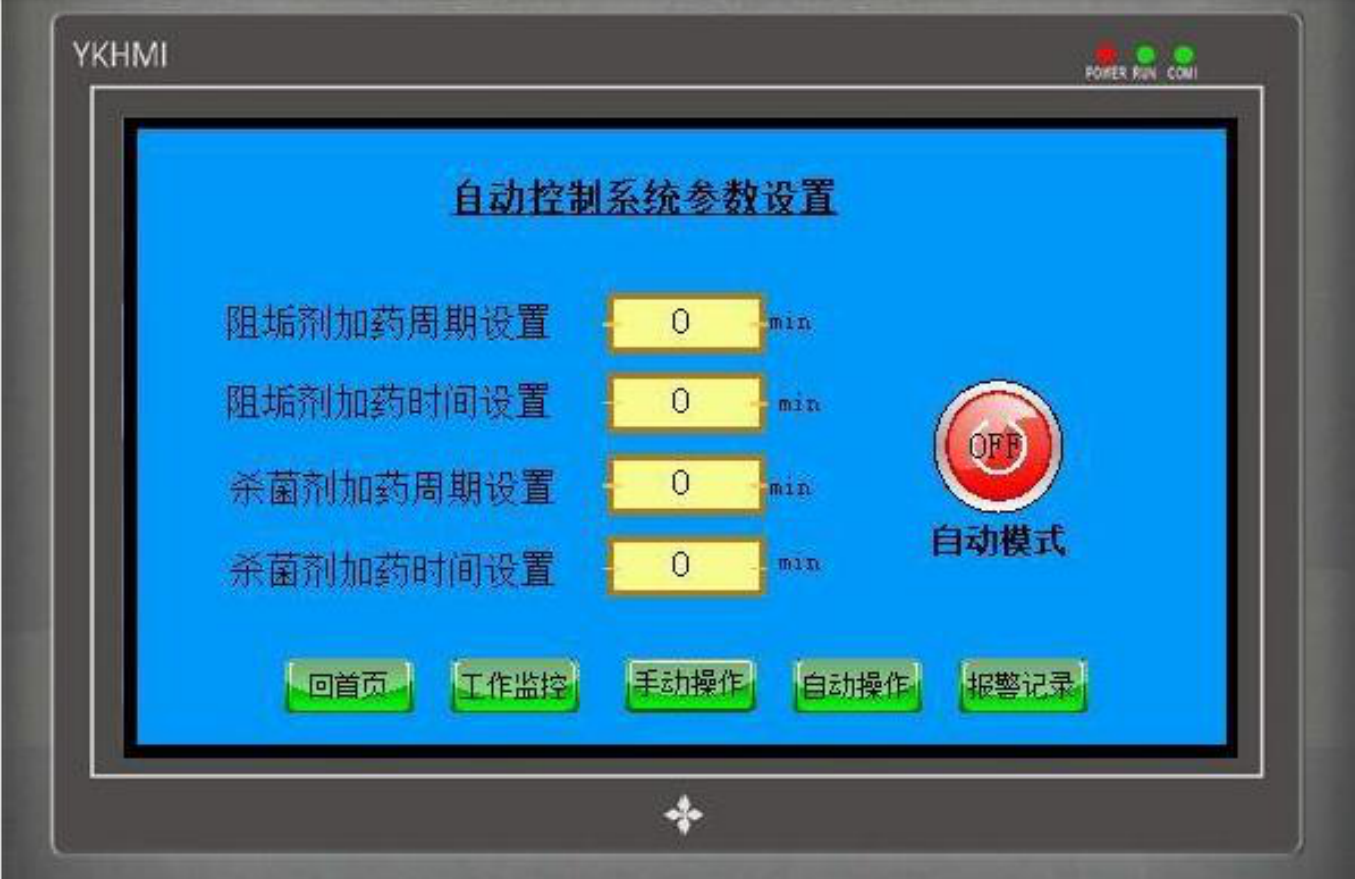 YKHMI
POWER RUN COM1
自动控制系统参数设置
阻垢剂加药周期设置 0 min
阻垢剂加药时间设置 0 min
OFF
杀菌剂加药周期设置 0 min
自动模式
杀菌剂加药时间设置 0 min
回首页 工作监控 手动操作 自动操作 报警记录